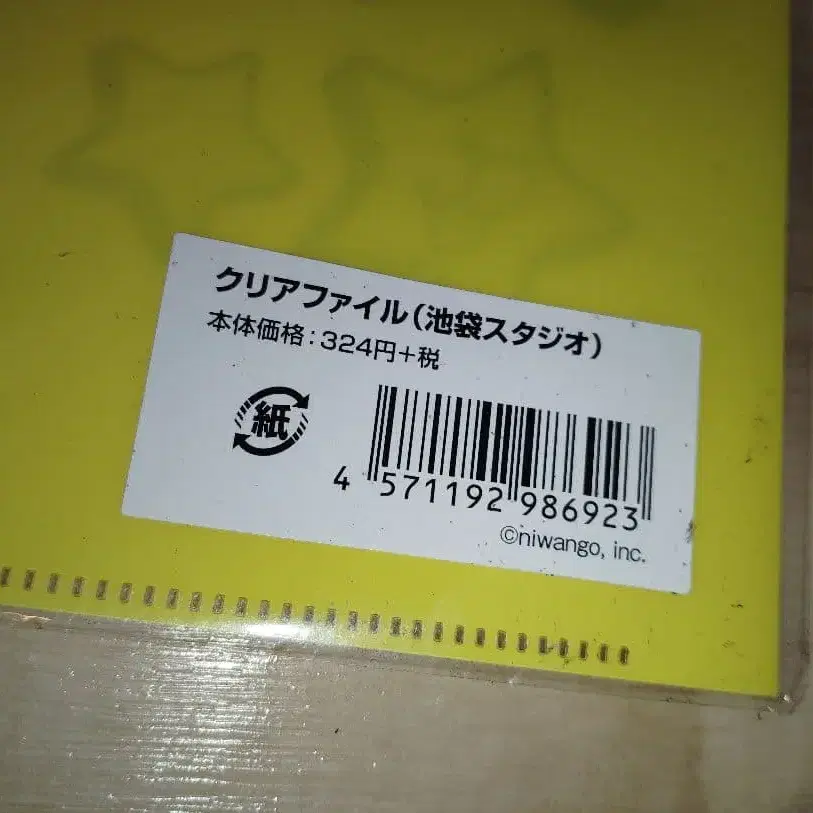 クリアファイル(池袋スタジオ)
本体価格:324円+税
紙
4 571192 986923
©niwango, inc.